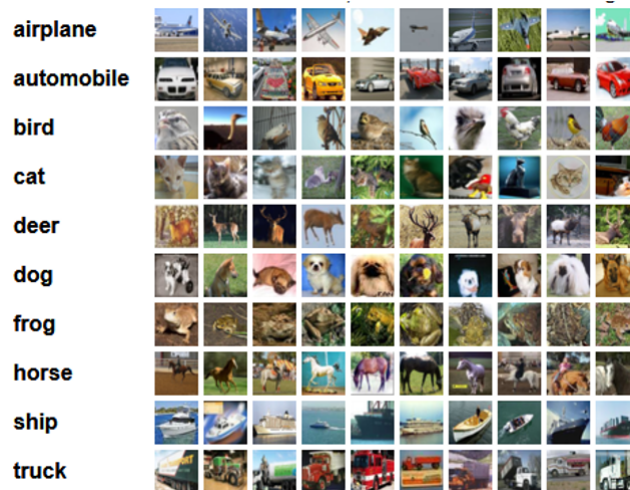 airplane
automobile
bird
cat
deer
dog
frog
horse
ship
truck